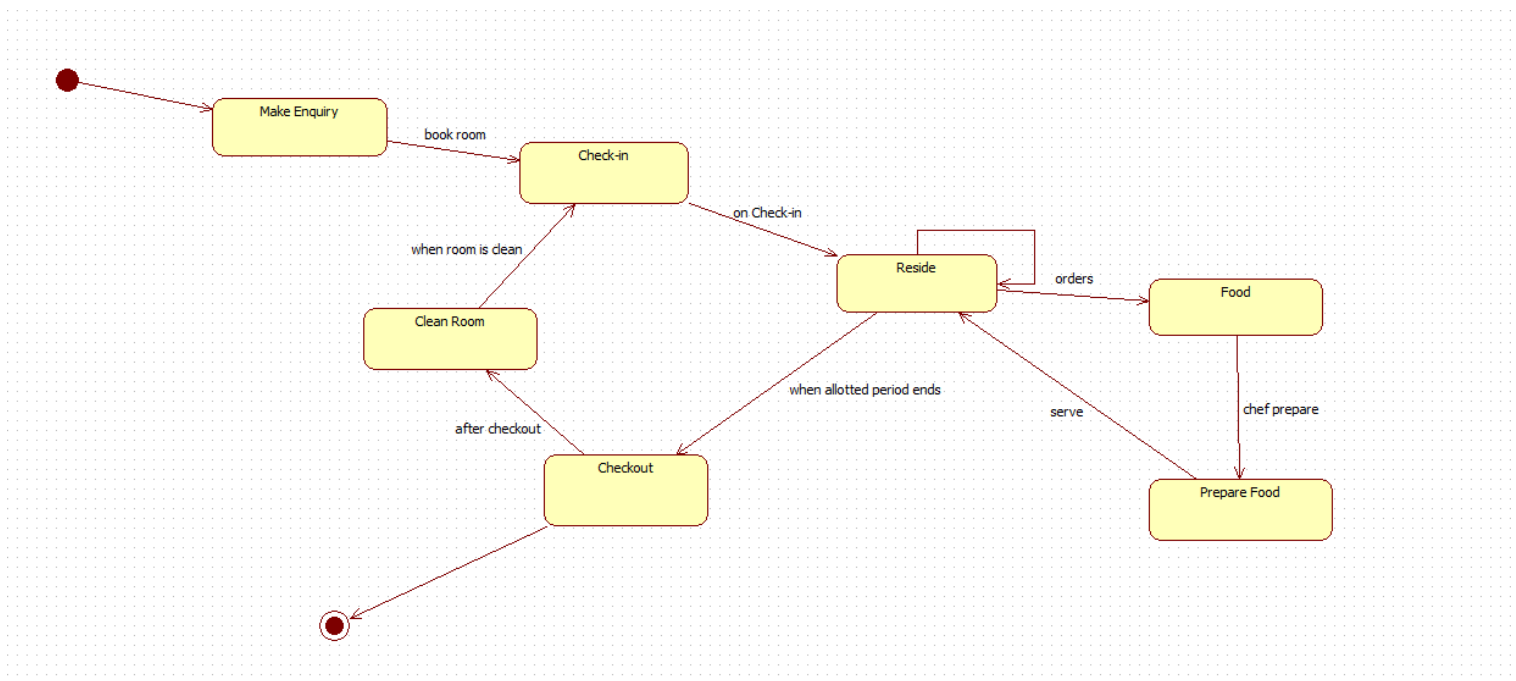 Make Enquiry
book room
Check-in
on Check-in
when room is clean
Reside
orders
Food
Clean Room
when allotted period ends
serve
chef prepare
after checkout
Checkout
Prepare Food